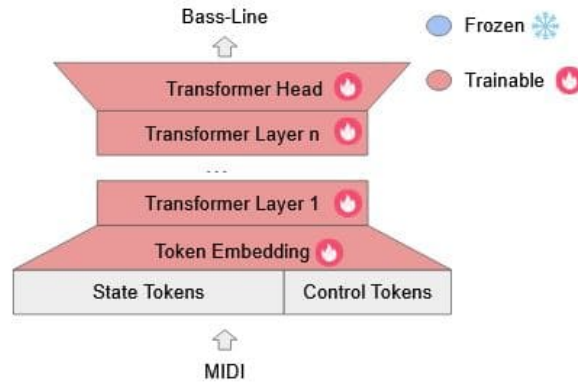 Bass-Line
Frozen
Trainable
Transformer Head
Transformer Layer n
...
Transformer Layer 1
Token Embedding
State Tokens
Control Tokens
MIDI